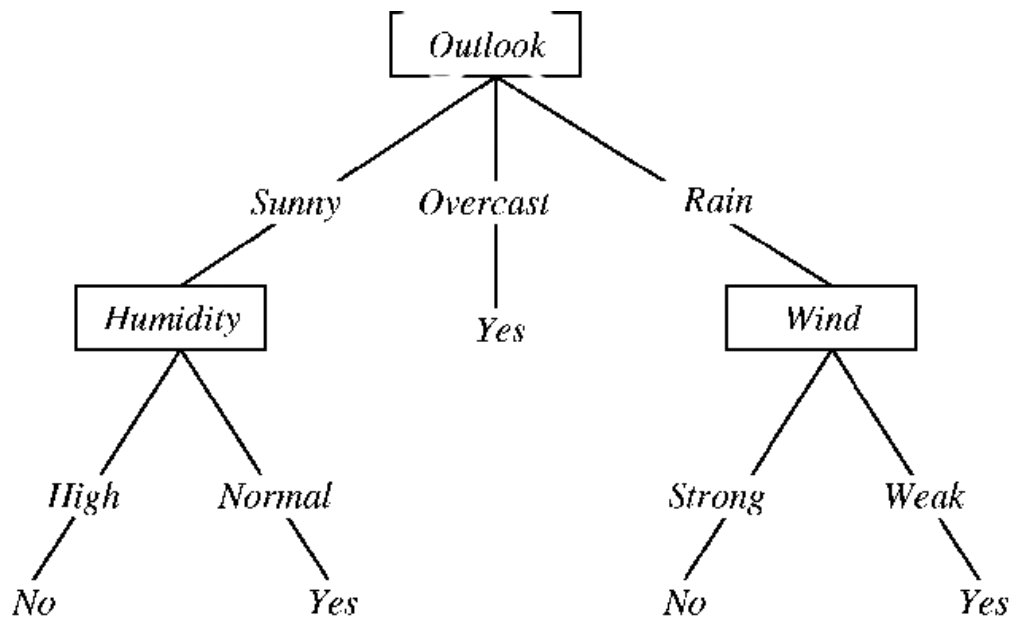 Outlook
Sunny Overcast Rain
Humidity Yes Wind
High Normal Strong Weak
No Yes No Yes